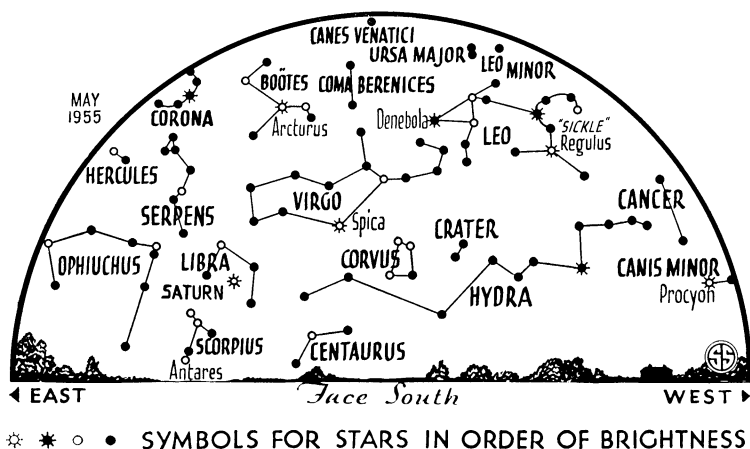 CANES VENATICI
URSA MAJOR
LEO MINOR
BOÖTES
COMA BERENICES
MAY
1955
CORONA
Arcturus
Denebola
LEO
"SICKLE"
Regulus
HERCULES
VIRGO
CANCER
SERPENS
Spica
CRATER
OPHIUCHUS
LIBRA
CORVUS
CANIS MINOR
SATURN
HYDRA
Procyon
SCORPIUS
CENTAURUS
Antares
SS
EAST
Face South
WEST
SYMBOLS FOR STARS IN ORDER OF BRIGHTNESS